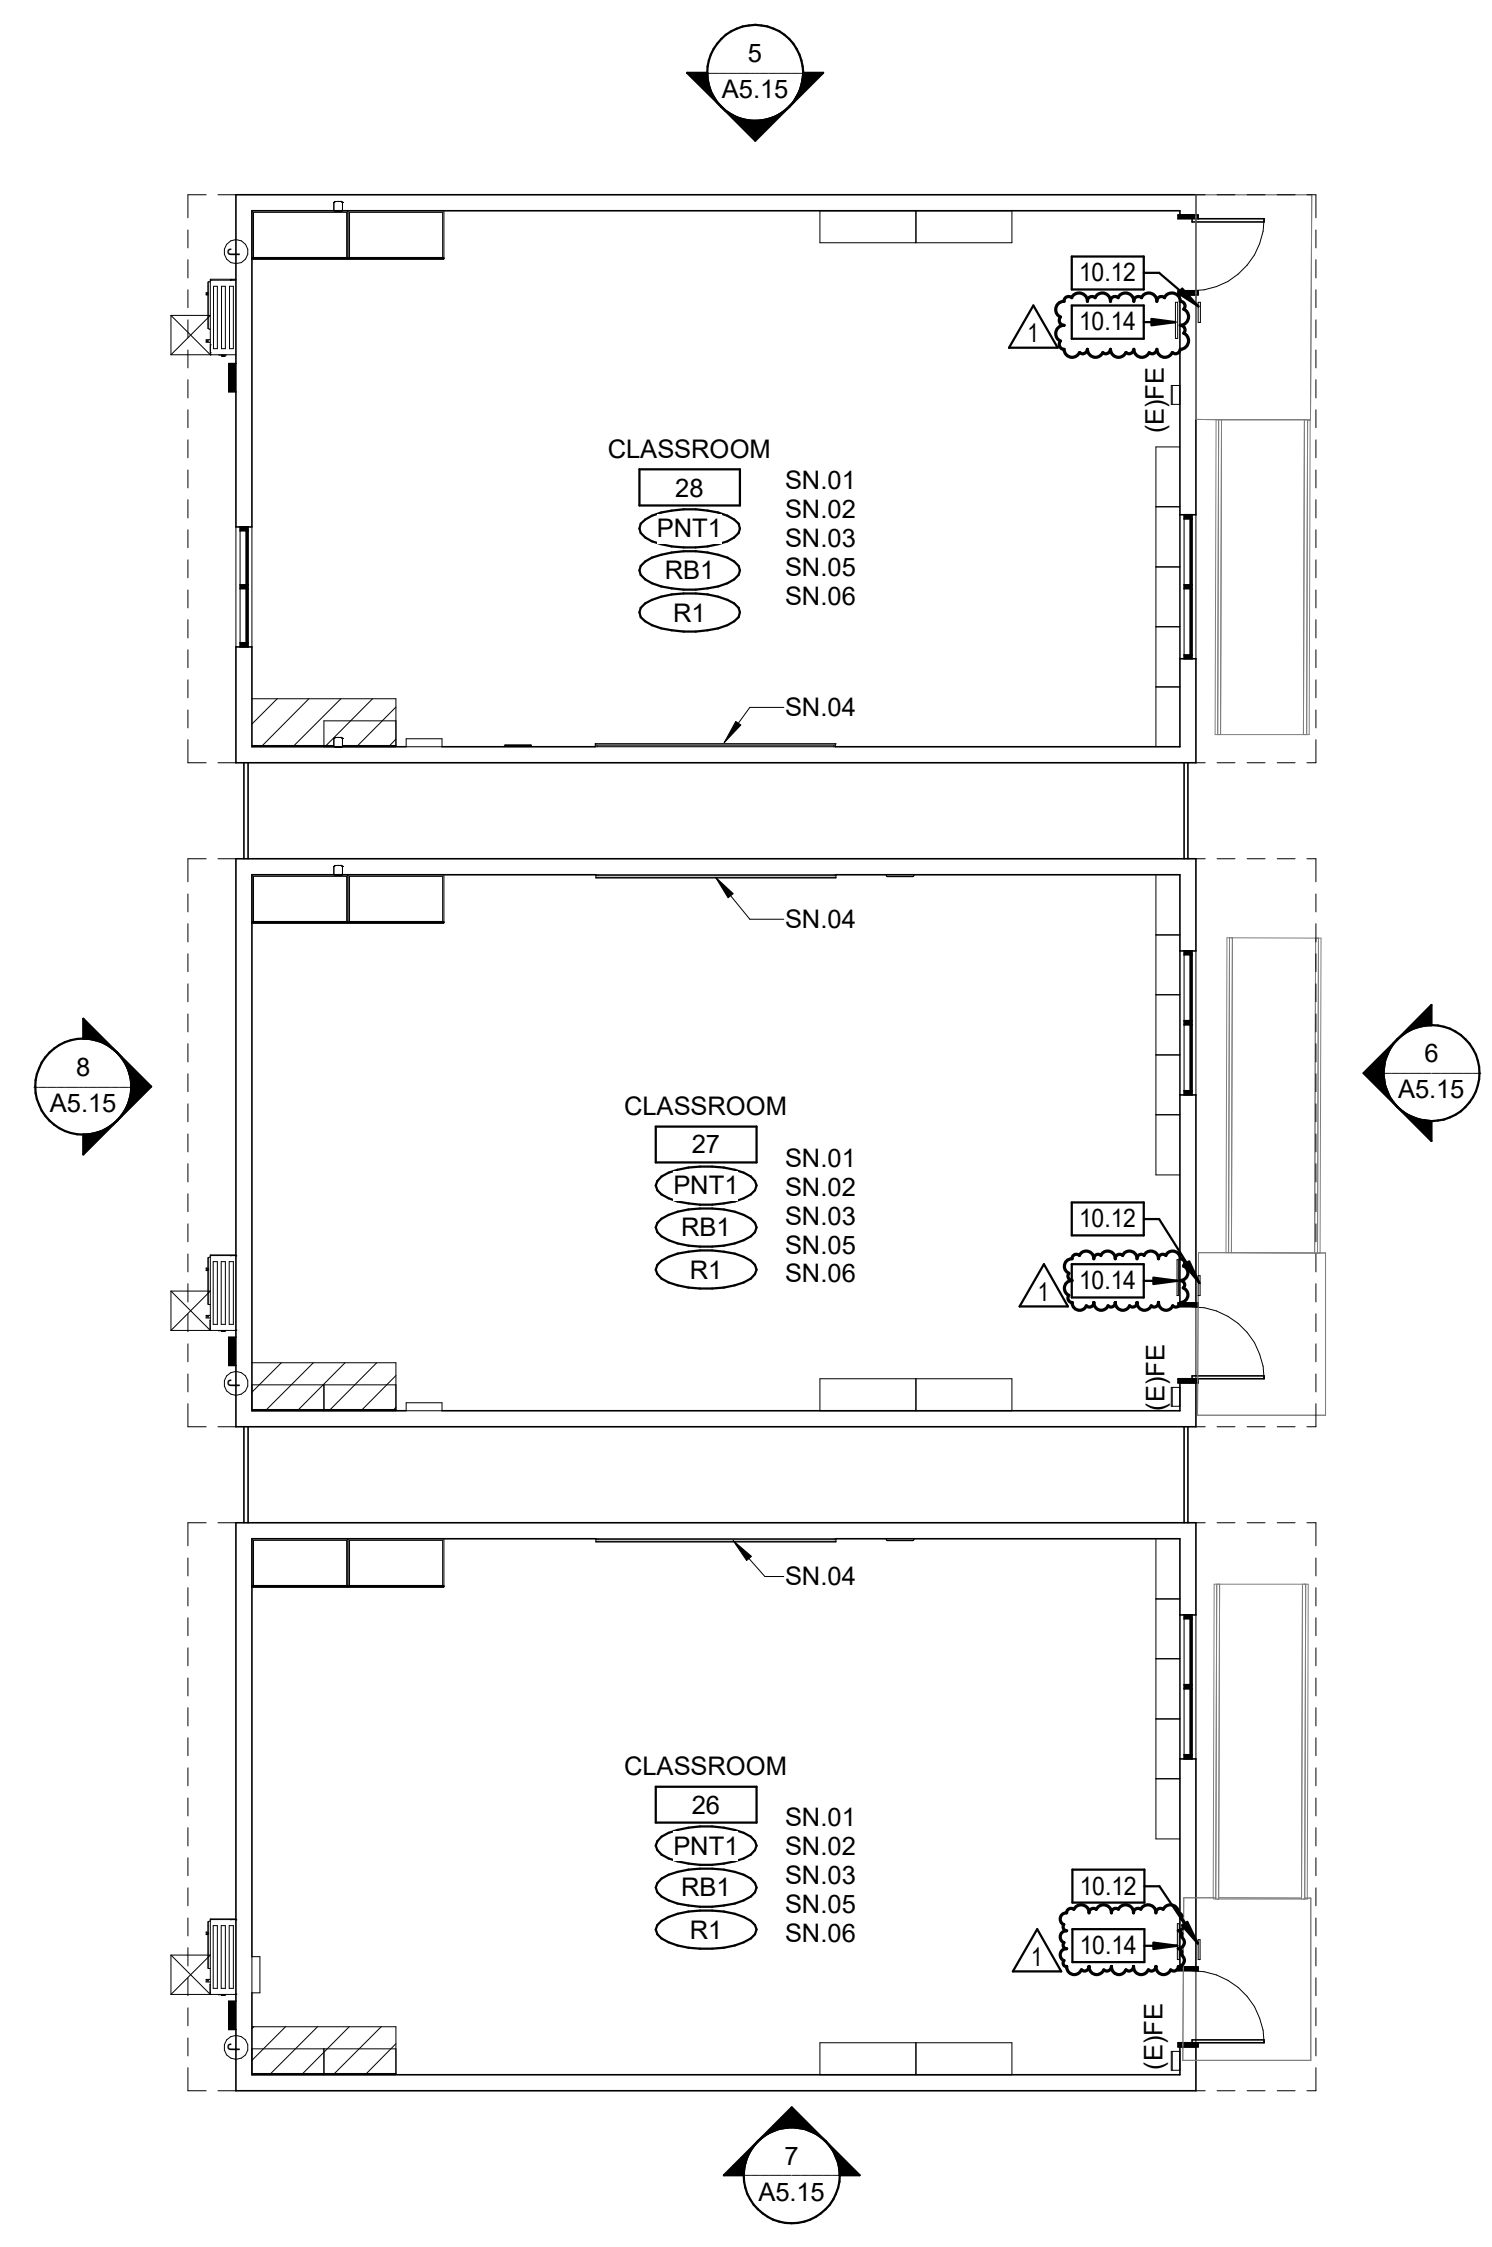 5
A5.15
J
10.12
10.14
1
(E)FE
CLASSROOM
28
PNT1
RB1
R1
SN.01
SN.02
SN.03
SN.05
SN.06
SN.04
SN.04
8
A5.15
6
A5.15
CLASSROOM
27
PNT1
RB1
R1
SN.01
SN.02
SN.03
SN.05
SN.06
10.12
10.14
1
(E)FE
J
SN.04
CLASSROOM
26
PNT1
RB1
R1
SN.01
SN.02
SN.03
SN.05
SN.06
10.12
10.14
1
(E)FE
J
7
A5.15